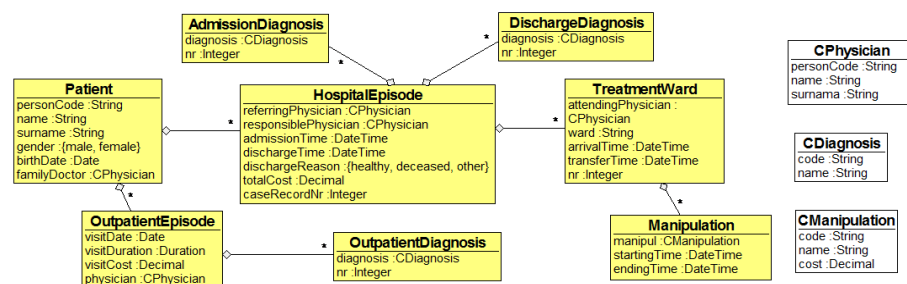 AdmissionDiagnosis
diagnosis :CDiagnosis
nr :Integer
*
DischargeDiagnosis
diagnosis :CDiagnosis
nr :Integer
*
CPhysician
personCode :String
name :String
surnama :String
Patient
personCode :String
name :String
surname :String
gender :{male, female}
birthDate :Date
familyDoctor :CPhysician
*
*
HospitalEpisode
referringPhysician :CPhysician
responsiblePhysician :CPhysician
admissionTime :DateTime
dischargeTime :DateTime
dischargeReason :{healthy, deceased, other}
totalCost :Decimal
caseRecordNr :Integer
*
TreatmentWard
attendingPhysician :
CPhysician
ward :String
arrivalTime :DateTime
transferTime :DateTime
nr :Integer
*
CDiagnosis
code :String
name :String
OutpatientEpisode
visitDate :Date
visitDuration :Duration
visitCost :Decimal
physician :CPhysician
*
OutpatientDiagnosis
diagnosis :CDiagnosis
nr :Integer
Manipulation
manipul :CManipulation
startingTime :DateTime
endingTime :DateTime
CManipulation
code :String
name :String
cost :Decimal